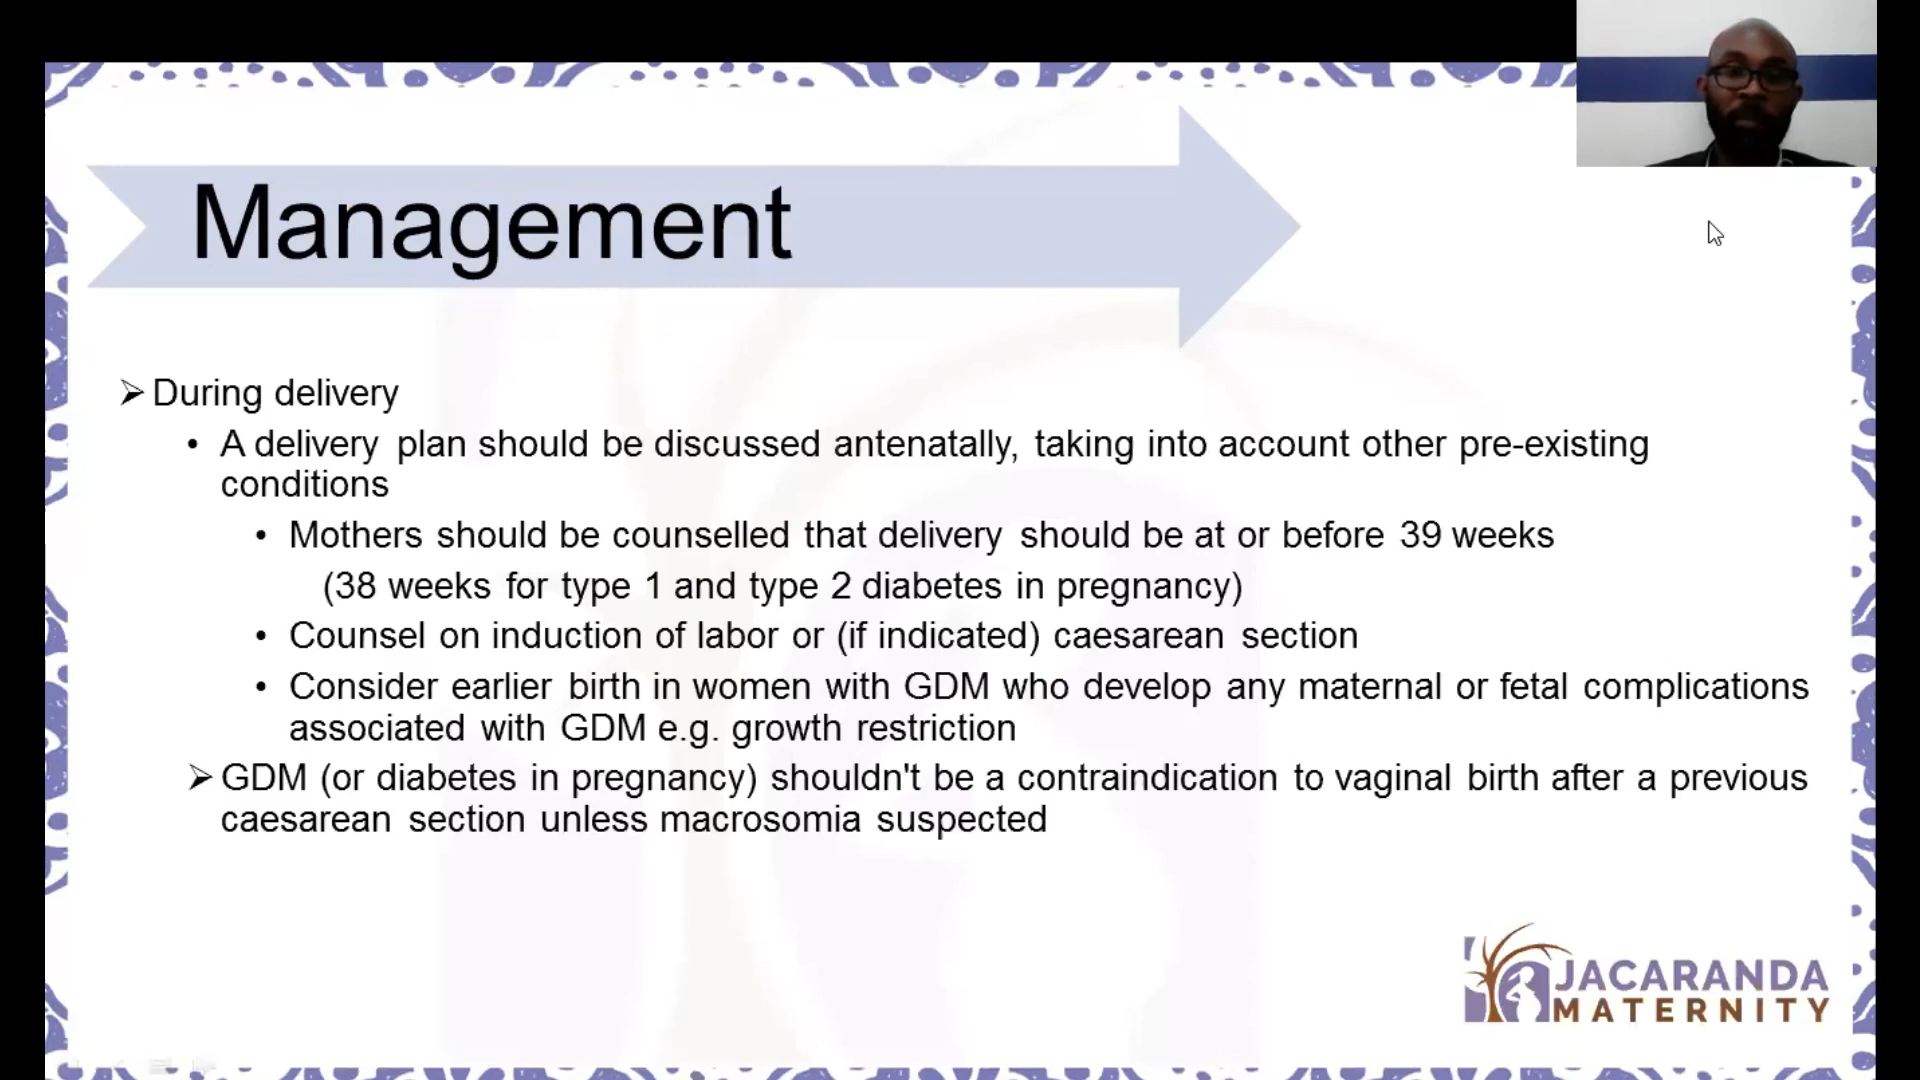 Management
➢ During delivery
• A delivery plan should be discussed antenatally, taking into account other pre-existing
conditions
• Mothers should be counselled that delivery should be at or before 39 weeks
(38 weeks for type 1 and type 2 diabetes in pregnancy)
• Counsel on induction of labor or (if indicated) caesarean section
• Consider earlier birth in women with GDM who develop any maternal or fetal complications
associated with GDM e.g. growth restriction
➢ GDM (or diabetes in pregnancy) shouldn't be a contraindication to vaginal birth after a previous
caesarean section unless macrosomia suspected
JACARANDA
MATERNITY